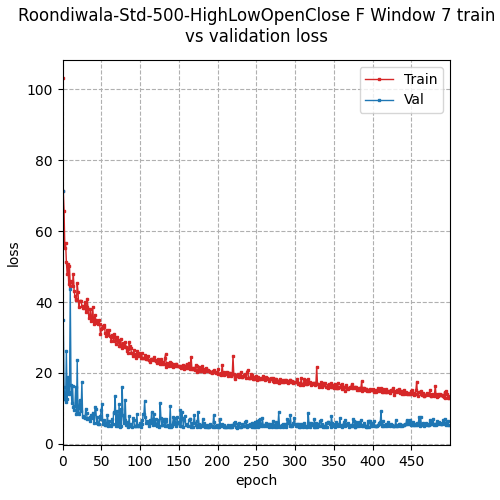 Roondiwala-Std-500-HighLowOpenClose F Window 7 train
vs validation loss
Train
Val
100
80
60
40
20
0
loss
0
50
100
150
200
250
300
350
400
450
epoch